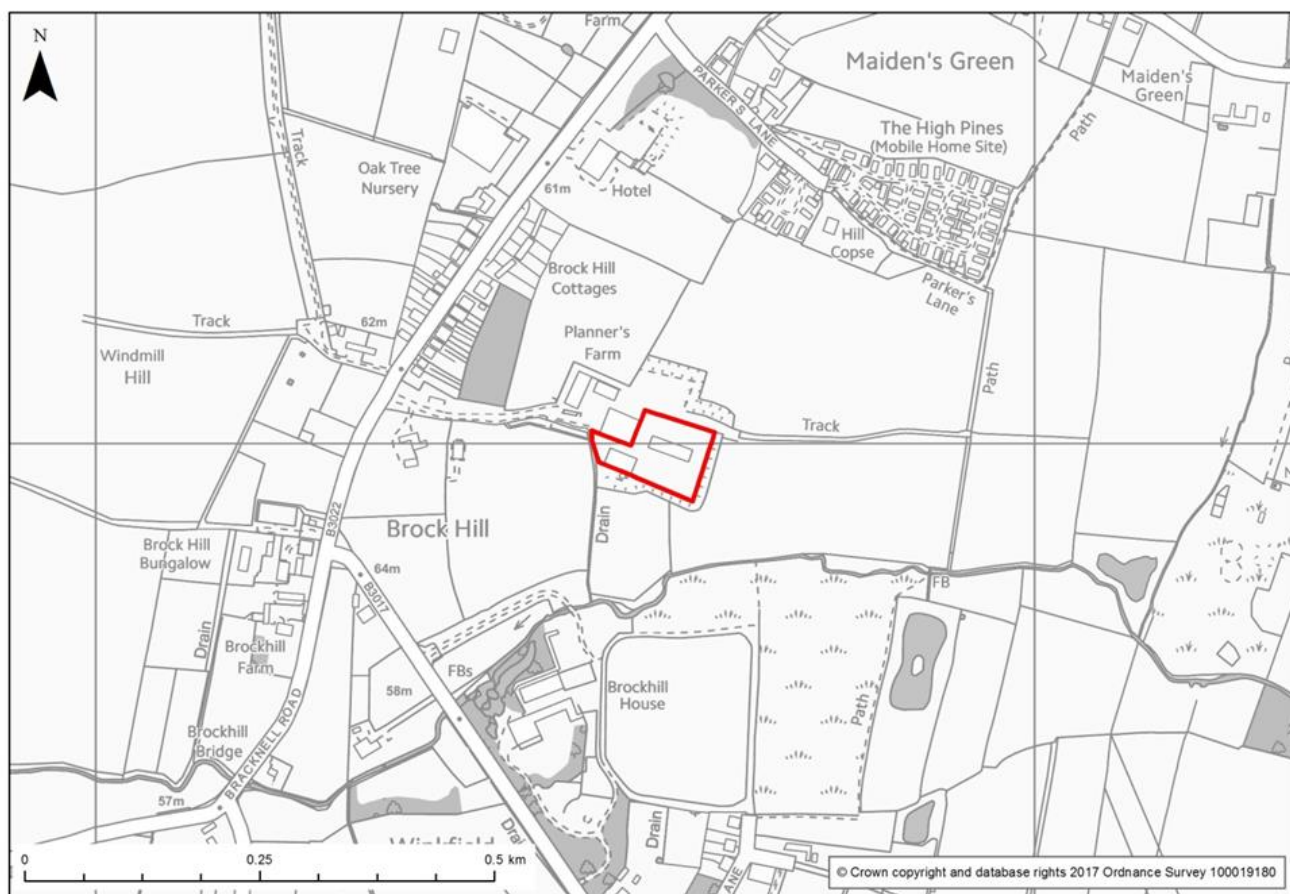 N
Farm
PARKER'S LANE
Maiden's Green
Maiden's
Green
Path
The High Pines
(Mobile Home Site)
Track
Oak Tree
Nursery
61m
Hotel
Hill
Copse
Parker's
Lane
Brock Hill
Cottages
Track
62m
Planner's
Farm
Windmill
Hill
Path
Track
B3022
Brock Hill
Drain
Brock Hill
Bungalow
64m
B3017
FB
Drain
Brockhill
Farm
FBs
58m
Brockhill
House
Path
Brockhill
Bridge
BRACKNELL ROAD
57m
Winkfield
Drain
Drain
LANE
0 0.25 0.5 km
© Crown copyright and database rights 2017 Ordnance Survey 100019180